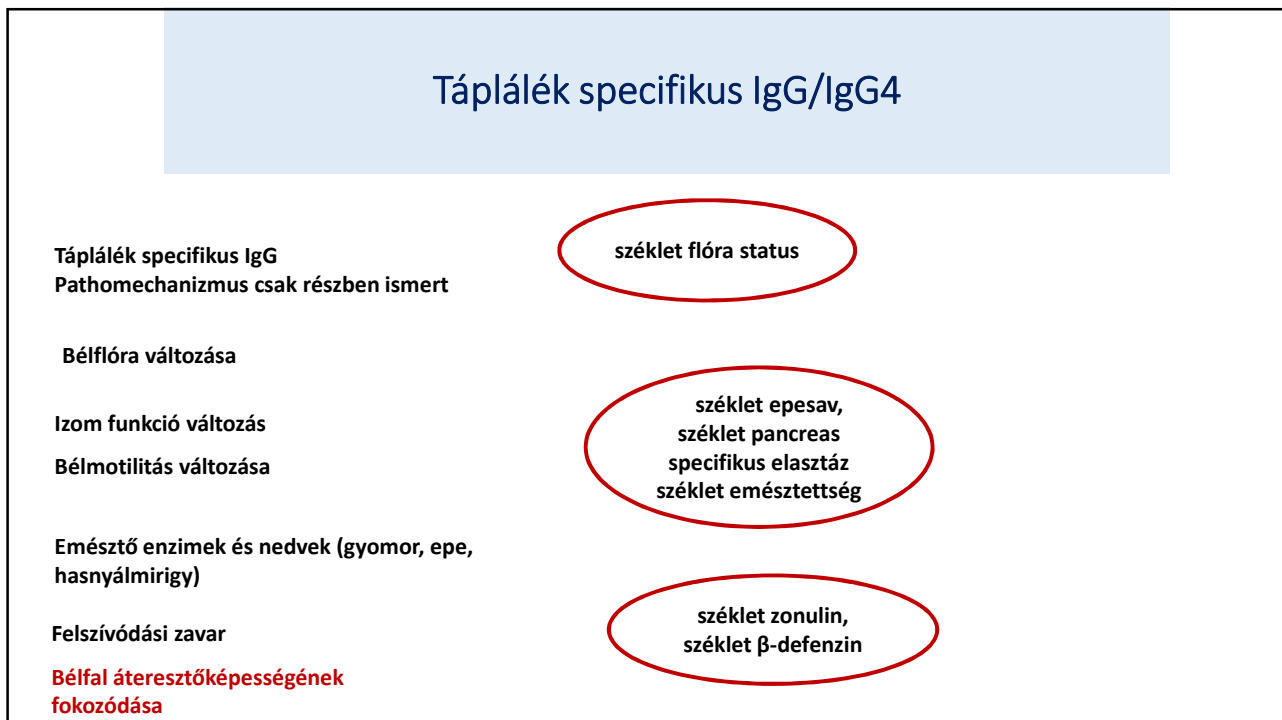 Táplálék specifikus IgG/IgG4
Táplálék specifikus IgG
Pathomechanizmus csak részben ismert
széklet flóra status
Bélflóra változása
Izom funkció változás
Bélmotilitás változása
széklet epesav,
széklet pancreas
specifikus elasztáz
széklet emésztettség
Emésztő enzimek és nedvek (gyomor, epe,
hasnyálmirigy)
Felszívódási zavar
széklet zonulin,
széklet β-defenzin
Bélfal áteresztőképességének
fokozódása